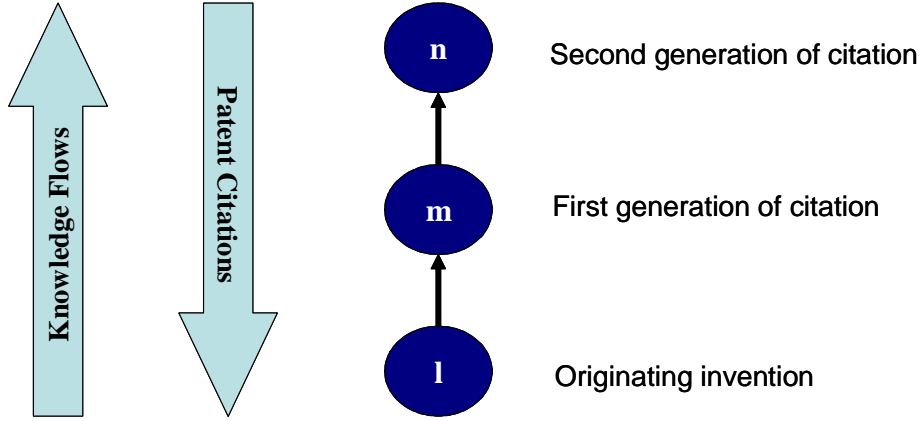 Knowledge Flows
Patent Citations
n
Second generation of citation
m
First generation of citation
l
Originating invention